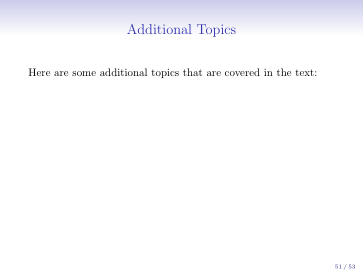 Additional Topics
Here are some additional topics that are covered in the text:
51 / 53